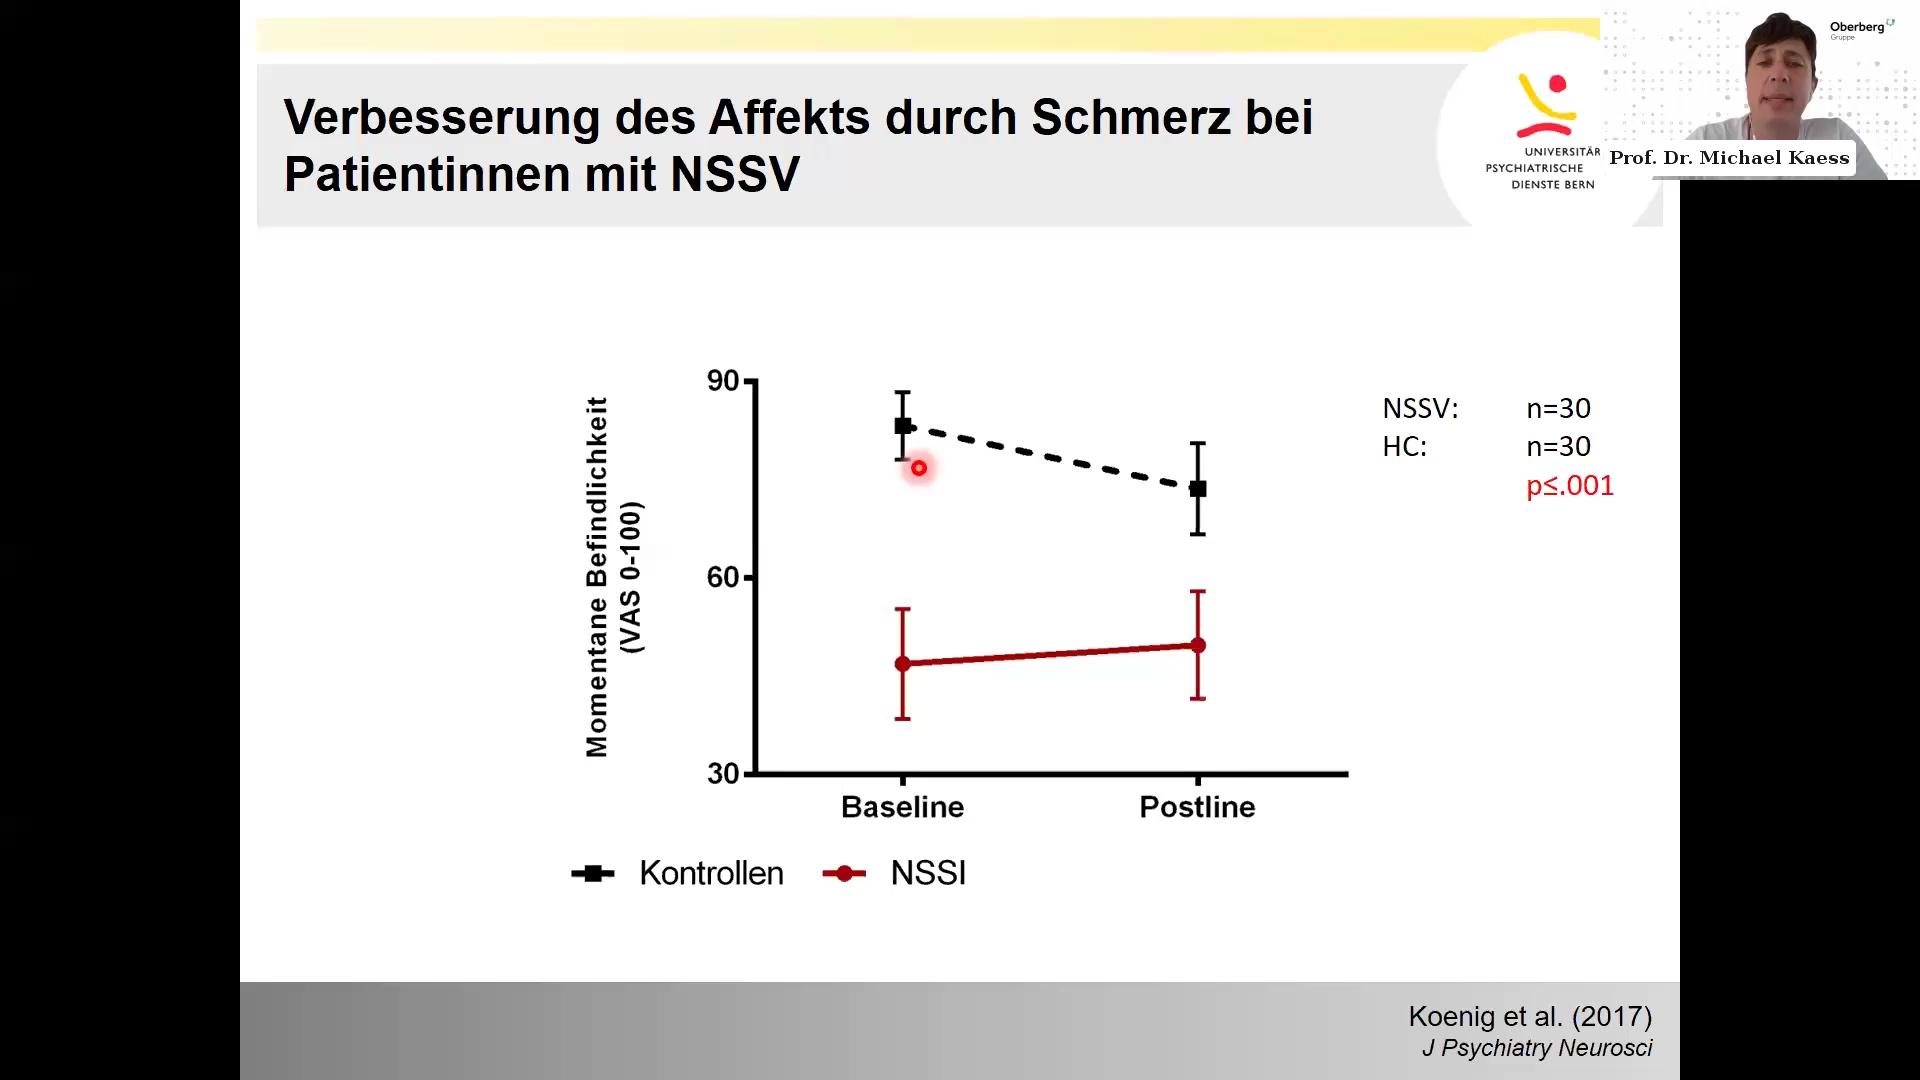 Verbesserung des Affekts durch Schmerz bei
Patientinnen mit NSSV
UNIVERSITÄR
PSYCHIATRISCHE
DIENSTE BERN
Oberberg
Gruppe
Prof. Dr. Michael Kaess
Momentane Befindlichkeit
(VAS 0-100)
90
60
30
Baseline
Postline
NSSV: n=30
HC: n=30
p≤.001
Kontrollen
NSSI
Koenig et al. (2017)
J Psychiatry Neurosci